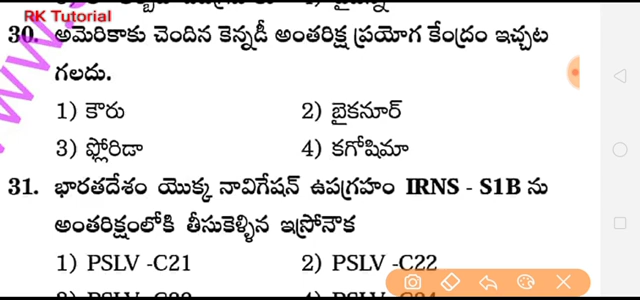 RK Tutorial
30. అమెరికాకు చెందిన కెన్నడీ అంతరిక్ష ప్రయోగ కేంద్రం ఇచ్చట
గలదు.
1) కౌరు 2) బైకనూర్
3) ఫ్లోరిడా 4) కగోషిమా
31. భారతదేశం యొక్క నావిగేషన్ ఉపగ్రహం IRNS - S1B ను
అంతరిక్షంలోకి తీసుకెళ్ళిన ఇస్రోనౌక
1) PSLV -C21 2) PSLV -C22